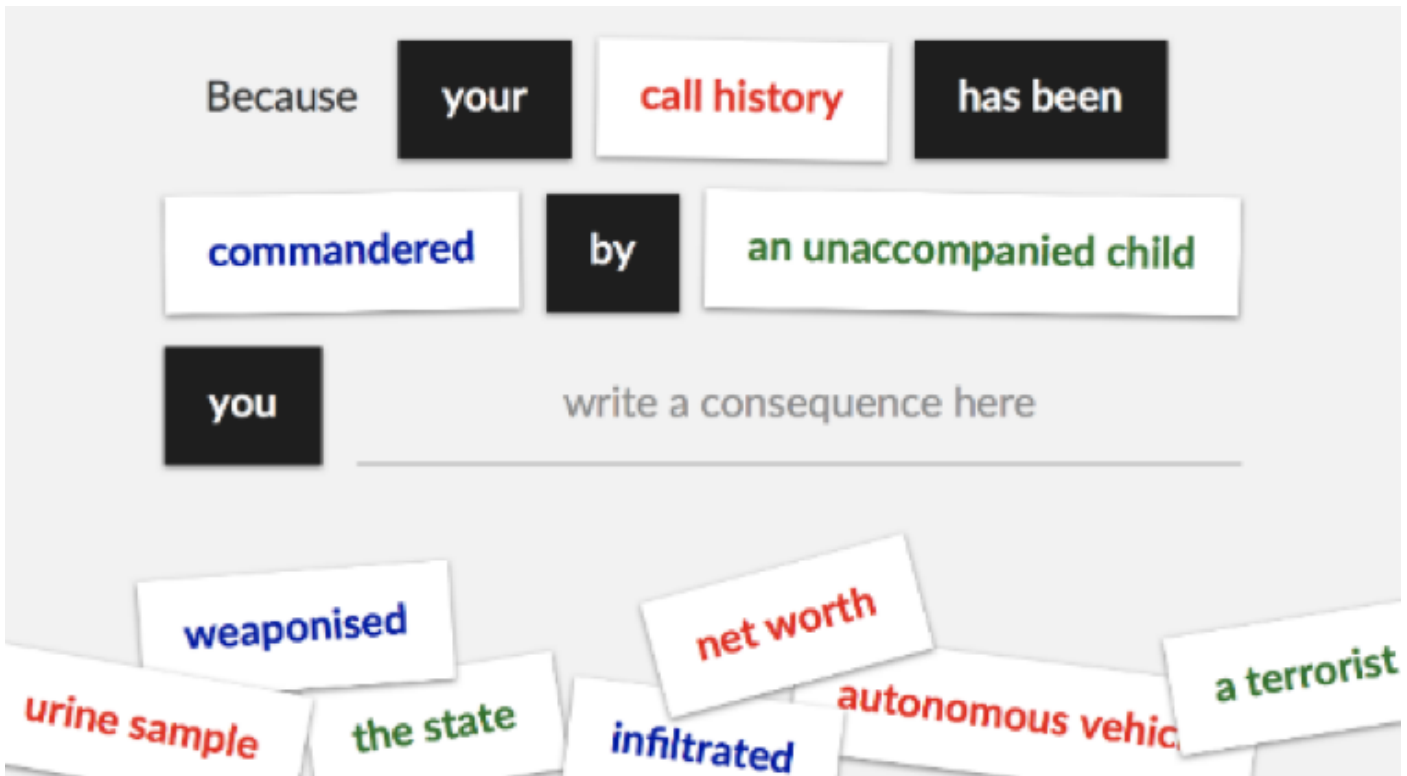 Because your call history has been
commandered by an unaccompanied child
you write a consequence here
weaponised
net worth
a terrorist
urine sample
the state
infiltrated
autonomous vehic